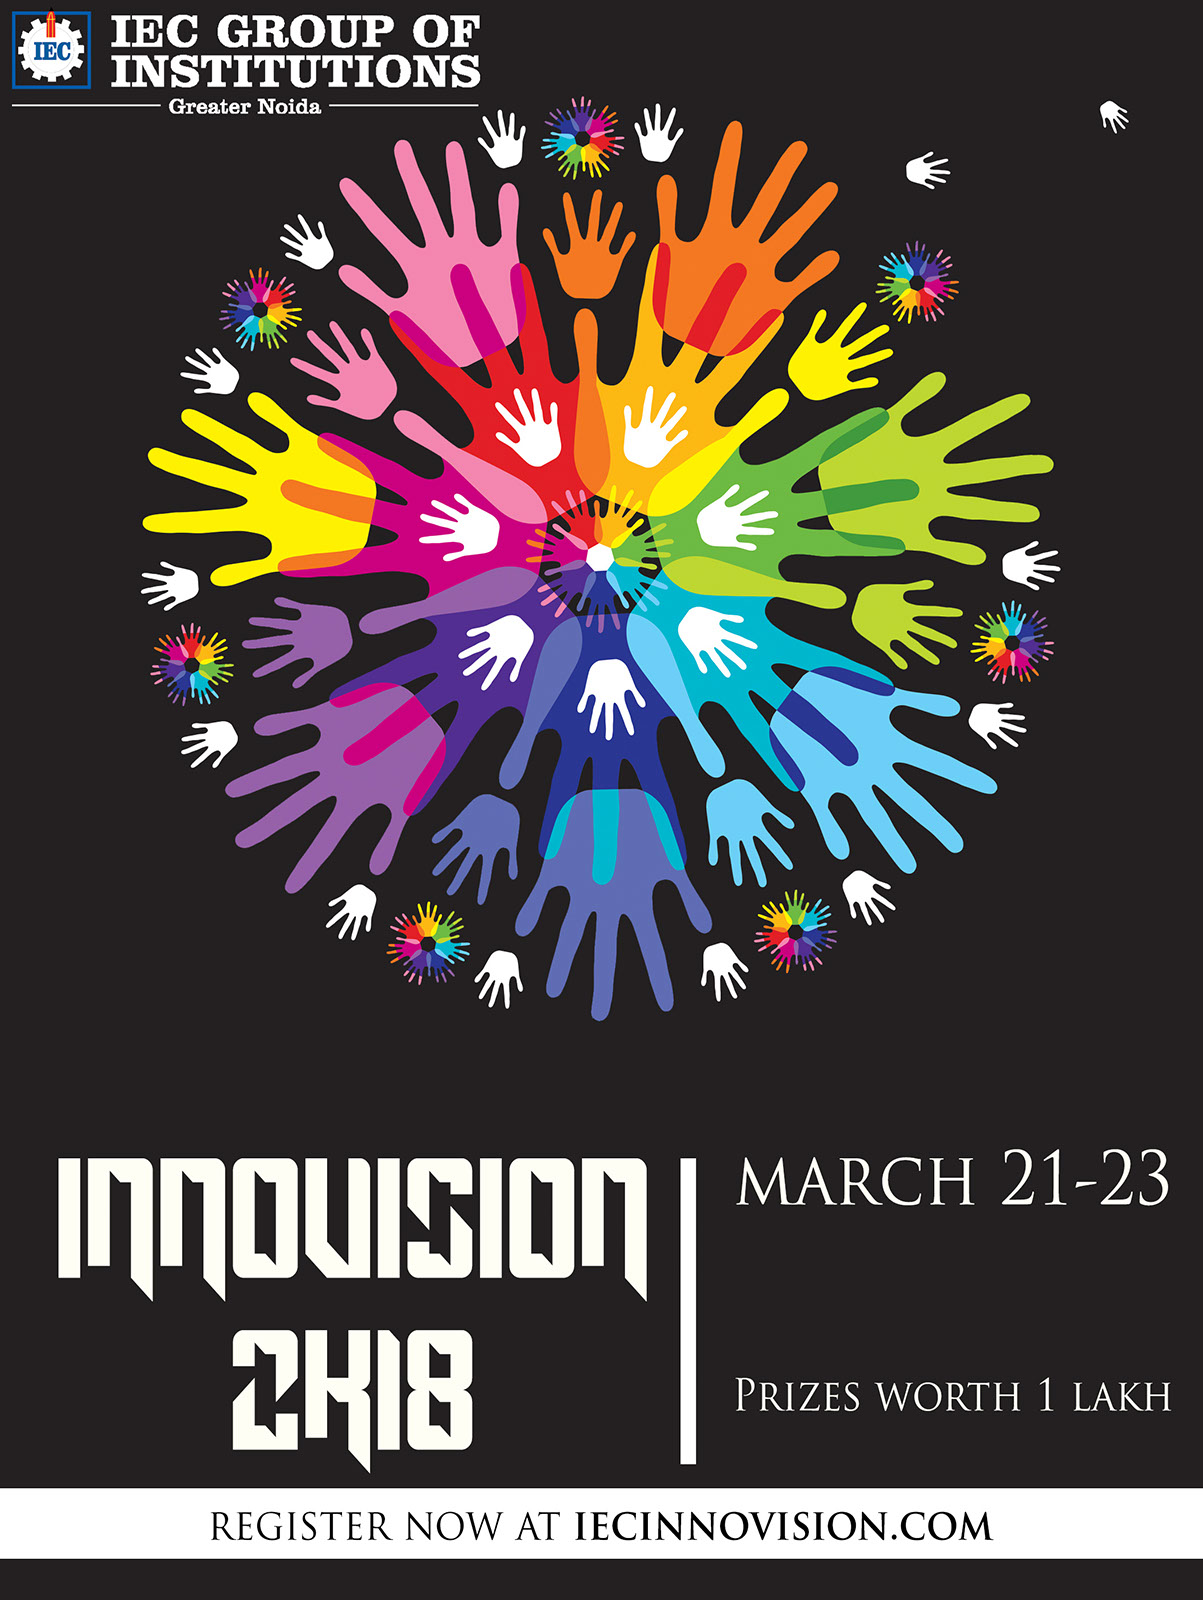 IEC
IEC GROUP OF
INSTITUTIONS
Greater Noida
INNOVISION
2K18
MARCH 21-23
PRIZES WORTH 1 LAKH
REGISTER NOW AT IECINNOVISION.COM